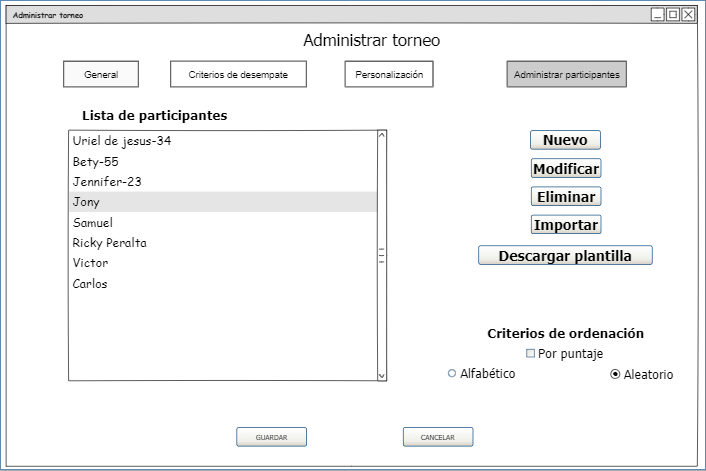 Administrar torneo
Administrar torneo
General
Criterios de desempate
Personalización
Administrar participantes
Lista de participantes
Uriel de jesus-34
Bety-55
Jennifer-23
Jony
Samuel
Ricky Peralta
Victor
Carlos
Nuevo
Modificar
Eliminar
Importar
Descargar plantilla
Criterios de ordenación
Por puntaje
Alfabético
Aleatorio
GUARDAR
CANCELAR